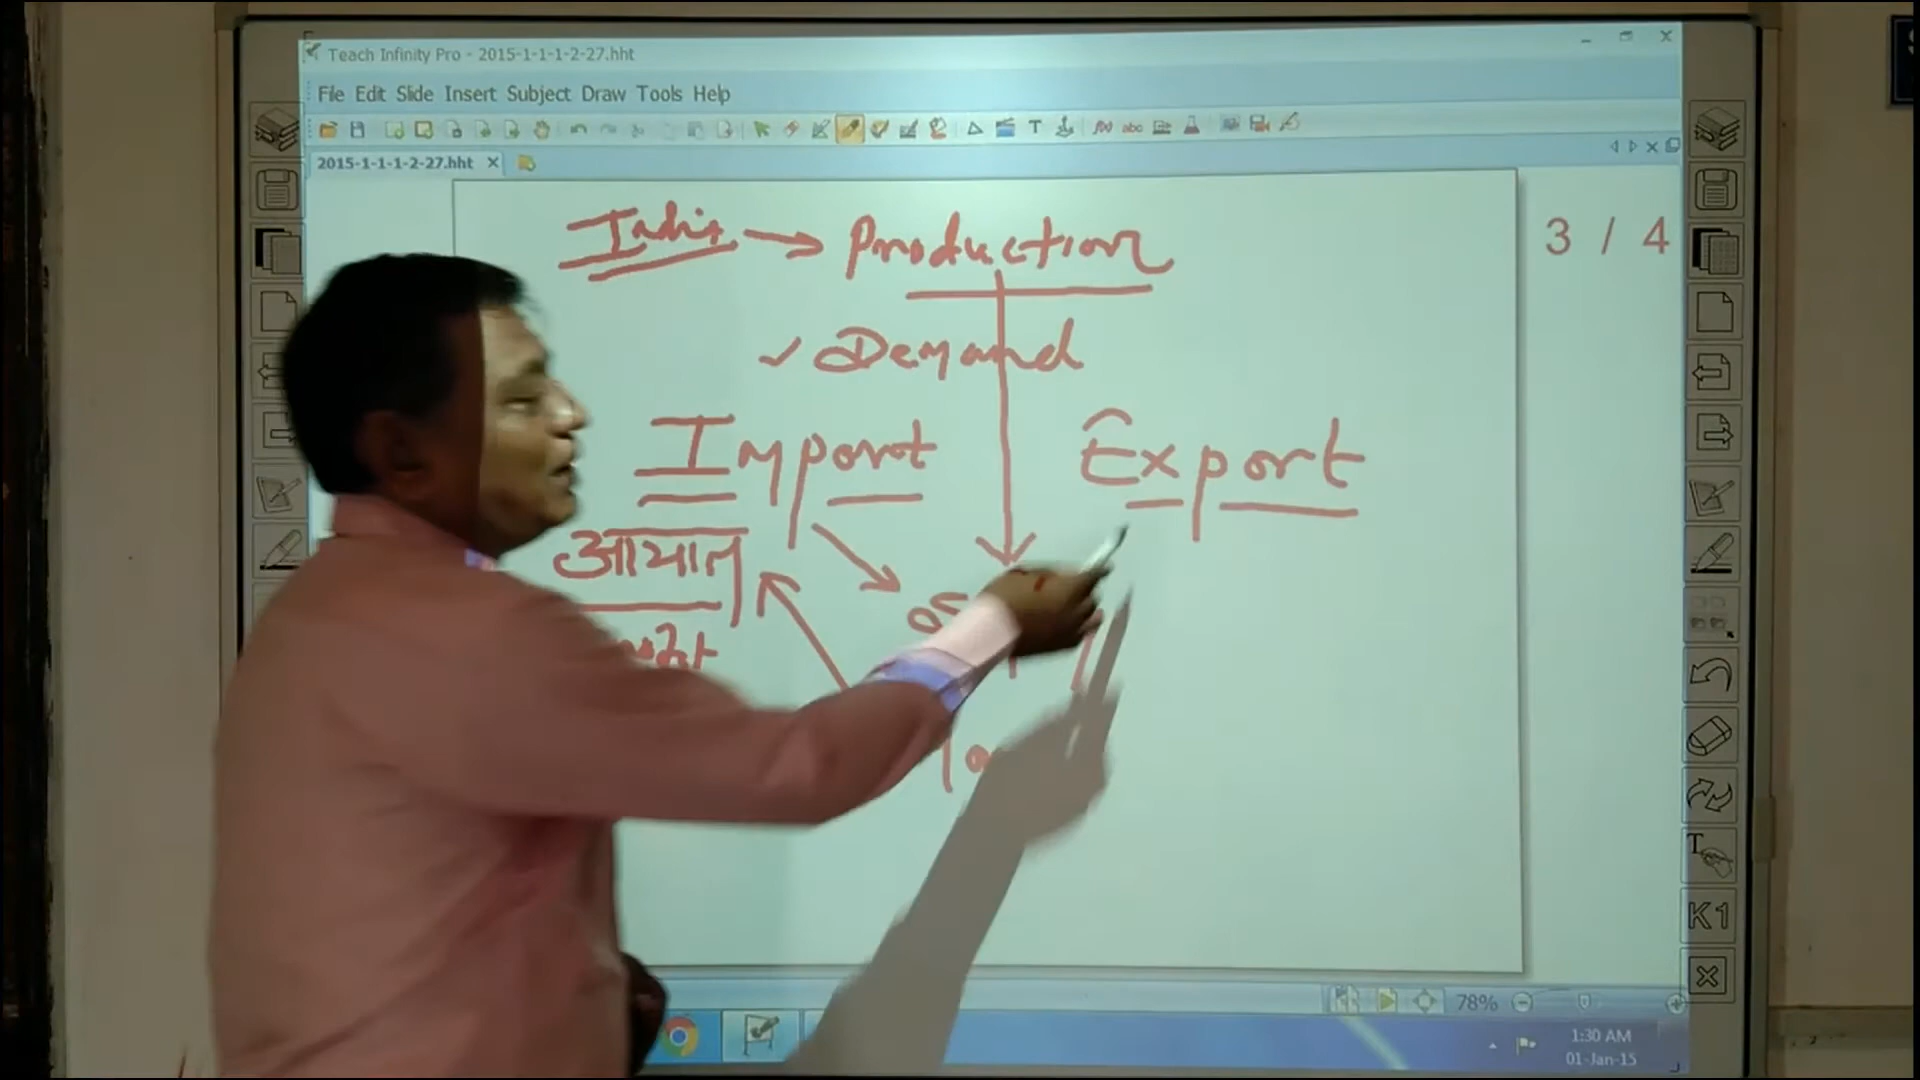 Teach Infinity Pro - 2015-1-1-1-2-27.hht
File Edit Slide Insert Subject Draw Tools Help
2015-1-1-1-2-27.hht
3 / 4
India → Production
✓ Demand
Import
Export
आयात
T
K1
78%
1:30 AM
01-Jan-15